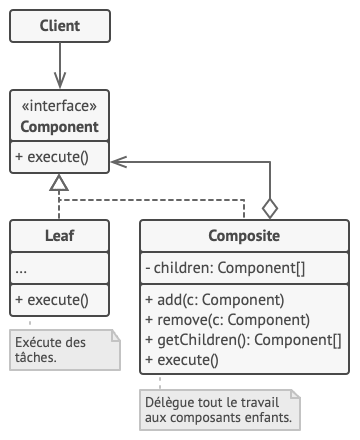 Client
«interface»
Component
+ execute()
Leaf
...
+ execute()
Exécute des
tâches.
Composite
- children: Component[]
+ add(c: Component)
+ remove(c: Component)
+ getChildren(): Component[]
+ execute()
Délègue tout le travail
aux composants enfants.